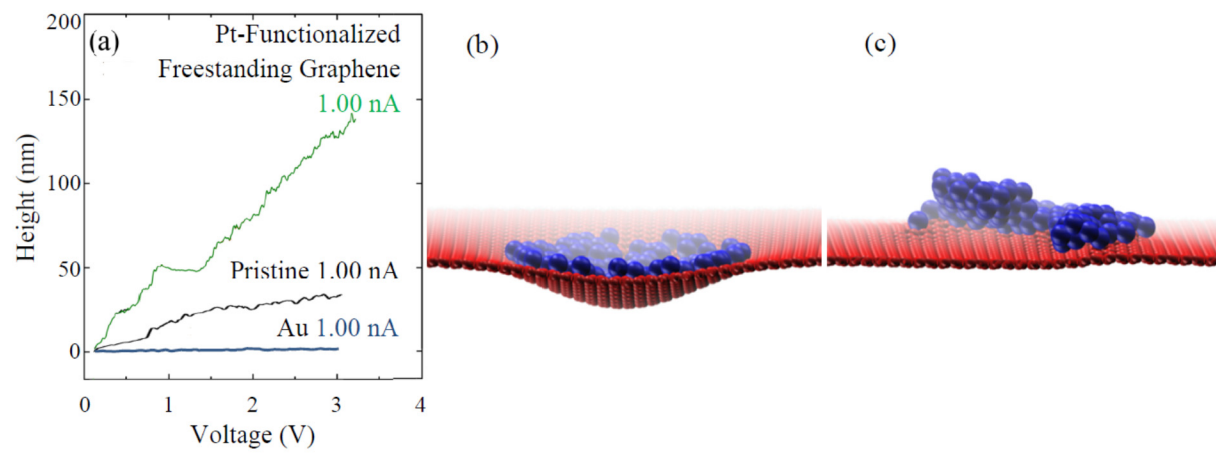 (a)
Pt-Functionalized
Freestanding Graphene
1.00 nA
Pristine 1.00 nA
Au 1.00 nA
200
150
100
50
0
Height (nm)
0 1 2 3 4
Voltage (V)
(b)
(c)